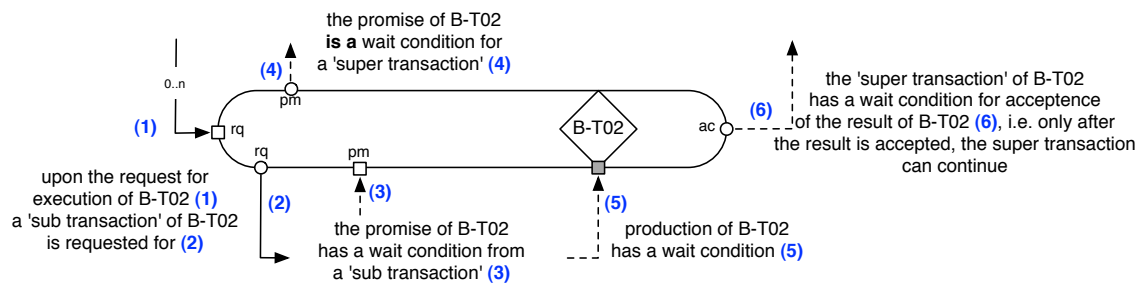 the promise of B-T02
is a wait condition for
a 'super transaction' (4)
(4)
pm
0..n
(1)
rq
rq
pm
B-T02
ac
(6)
the 'super transaction' of B-T02
has a wait condition for acceptence
of the result of B-T02 (6), i.e. only after
the result is accepted, the super transaction
can continue
upon the request for
execution of B-T02 (1)
a 'sub transaction' of B-T02
is requested for (2)
(2)
(3)
the promise of B-T02
has a wait condition from
a 'sub transaction' (3)
(5)
production of B-T02
has a wait condition (5)